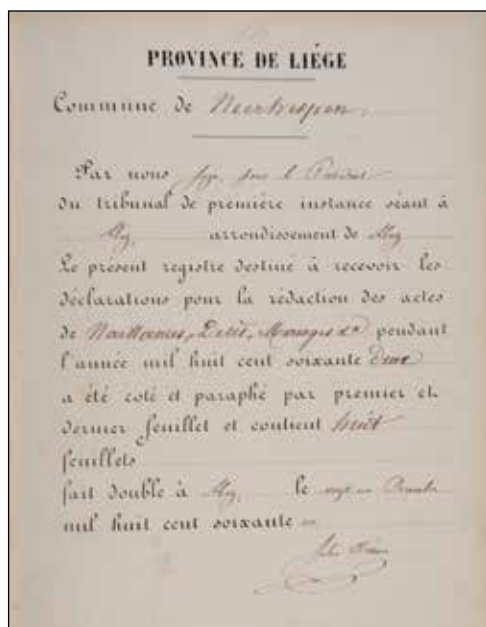 PROVINCE DE LIÉGE
Commune de Neerhespen
Par nous juge, pour le Président
du tribunal de première instance séant à
Huy, arrondissement de Huy
Le présent registre destiné à recevoir les
déclarations pour la rédaction des actes
de Naissances, Décès, Mariages &a pendant
l'année mil huit cent soixante deux
a été coté et paraphé par premier et
dernier feuillet et contient huit
feuillets
fait double à Huy, le Décembre
mil huit cent soixante un